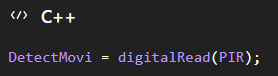 </> C++
DetectMovi = digitalRead(PIR);